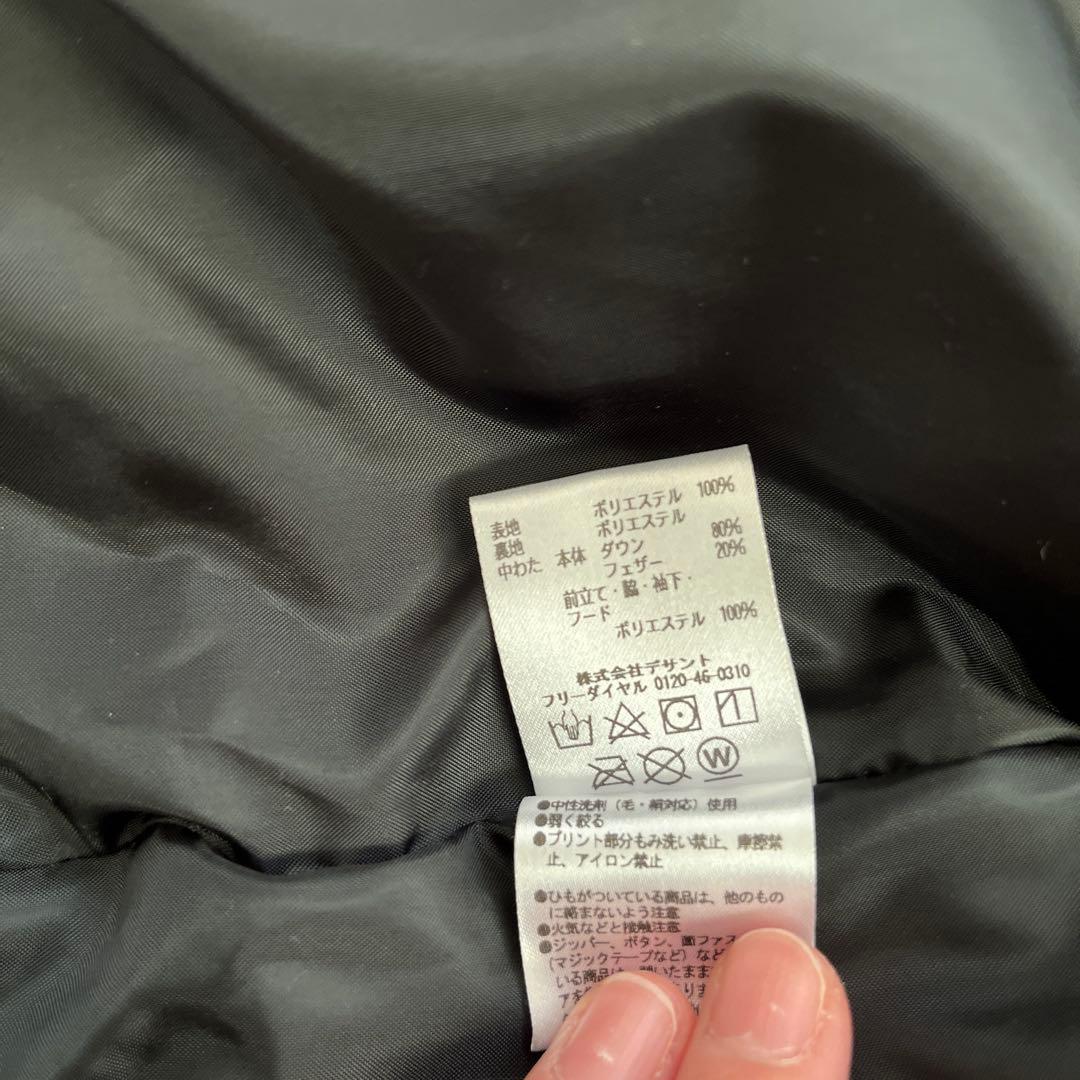 表地 ポリエステル 100%
裏地 ポリエステル
中わた 本体 ダウン 80%
フェザー 20%
前立て・脇・袖下・
フード
ポリエステル 100%
株式会社デサント
フリーダイヤル 0120-46-0310
W
●中性洗剤(毛・絹対応)使用
●弱く絞る
●プリント部分もみ洗い禁止、摩擦禁
止、アイロン禁止
●ひもがついている商品は、他のもの
に絡まないよう注意
●火気などと接触注意
●ジッパー、ボタン、面ファス
(マジックテープなど)など
いる商品は